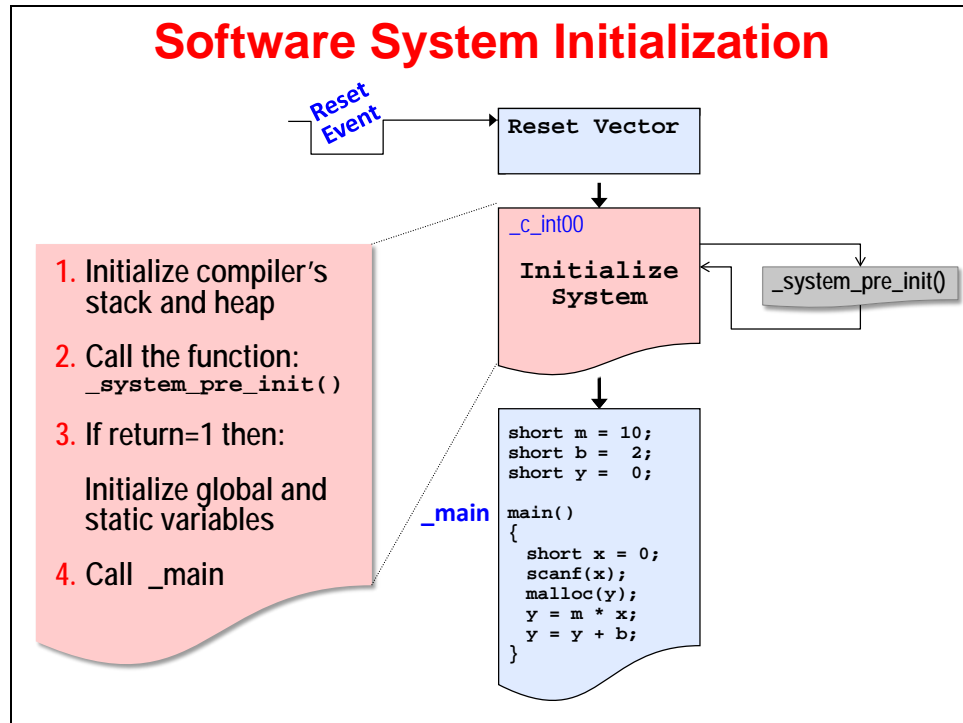 Software System Initialization
Reset
Event
Reset Vector
_c_int00
Initialize
System
_system_pre_init()
1. Initialize compiler's
stack and heap
2. Call the function:
_system_pre_init()
3. If return=1 then:
Initialize global and
static variables
4. Call _main
_main
short m = 10;
short b =  2;
short y =  0;
main()
{
short x = 0;
scanf(x);
malloc(y);
y = m * x;
y = y + b;
}